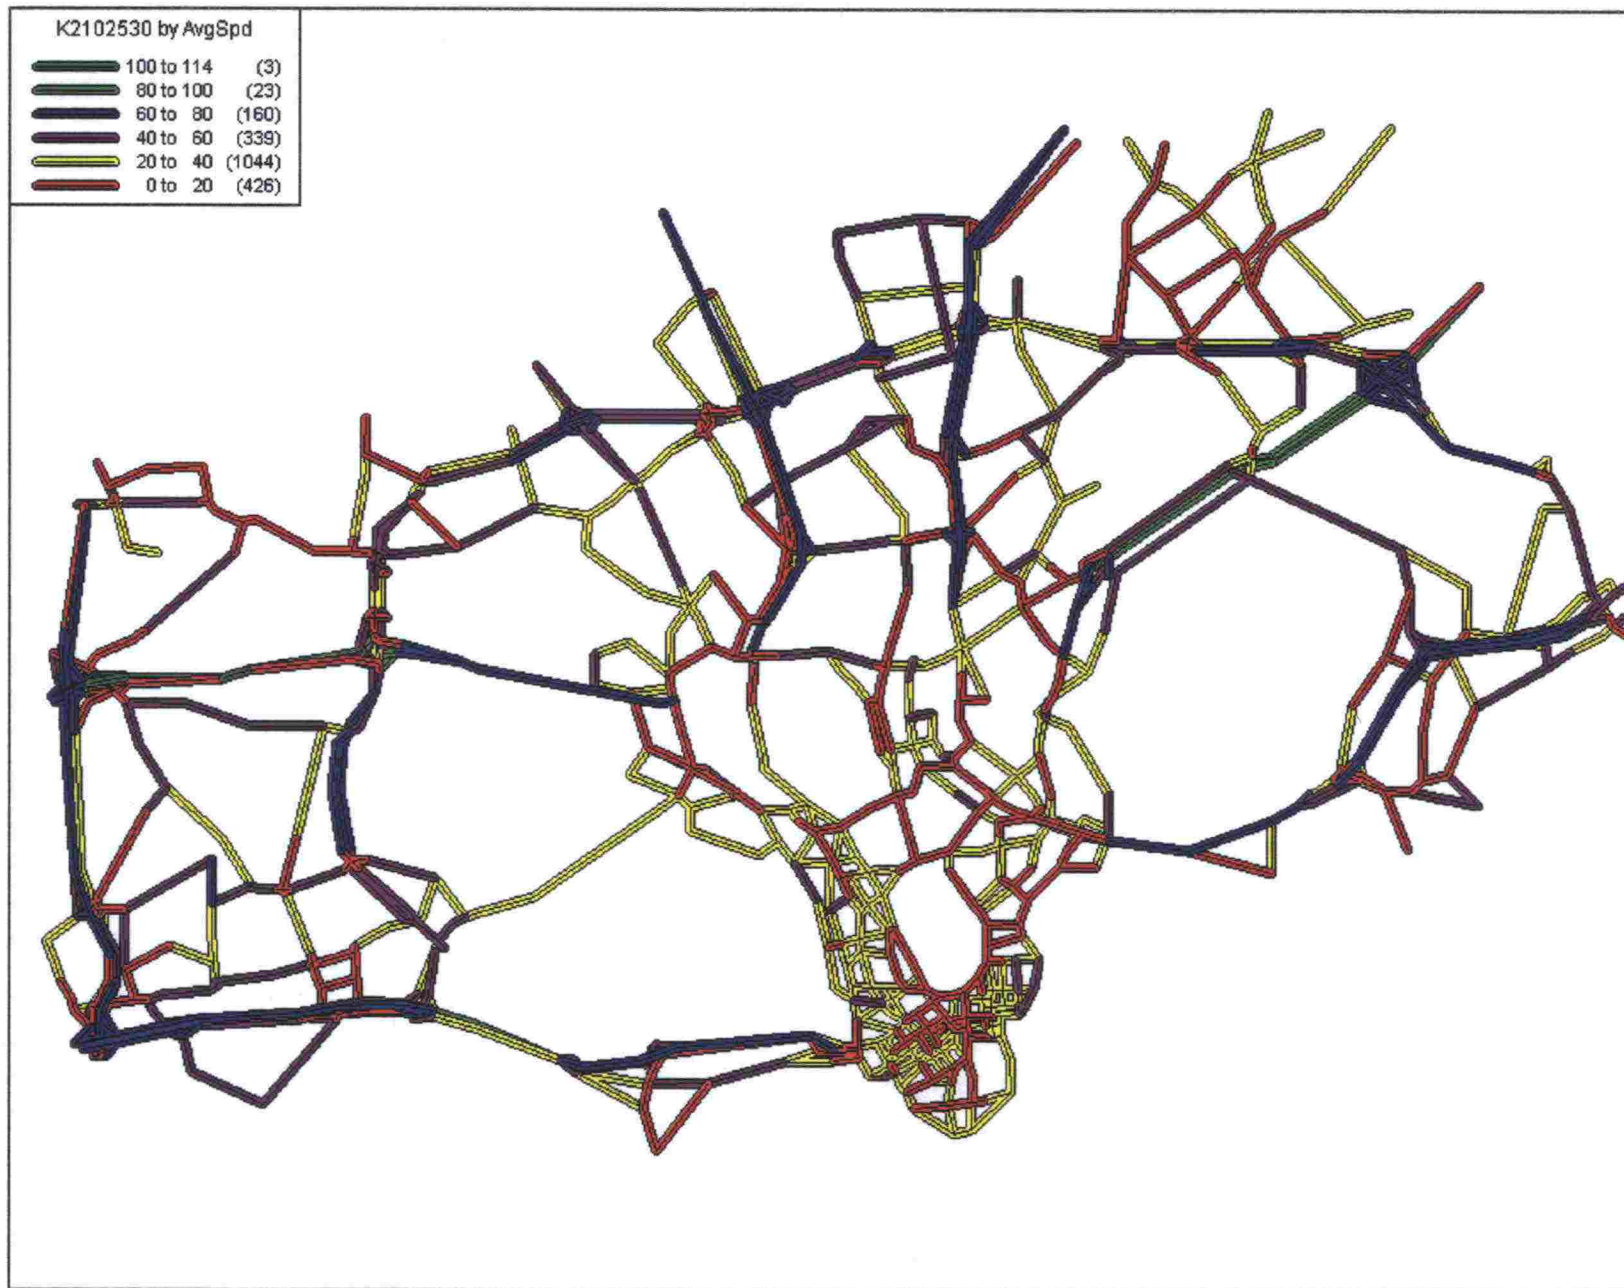 K2102530 by AvgSpd
100 to 114 (3)
80 to 100 (23)
60 to 80 (160)
40 to 60 (339)
20 to 40 (1044)
0 to 20 (426)